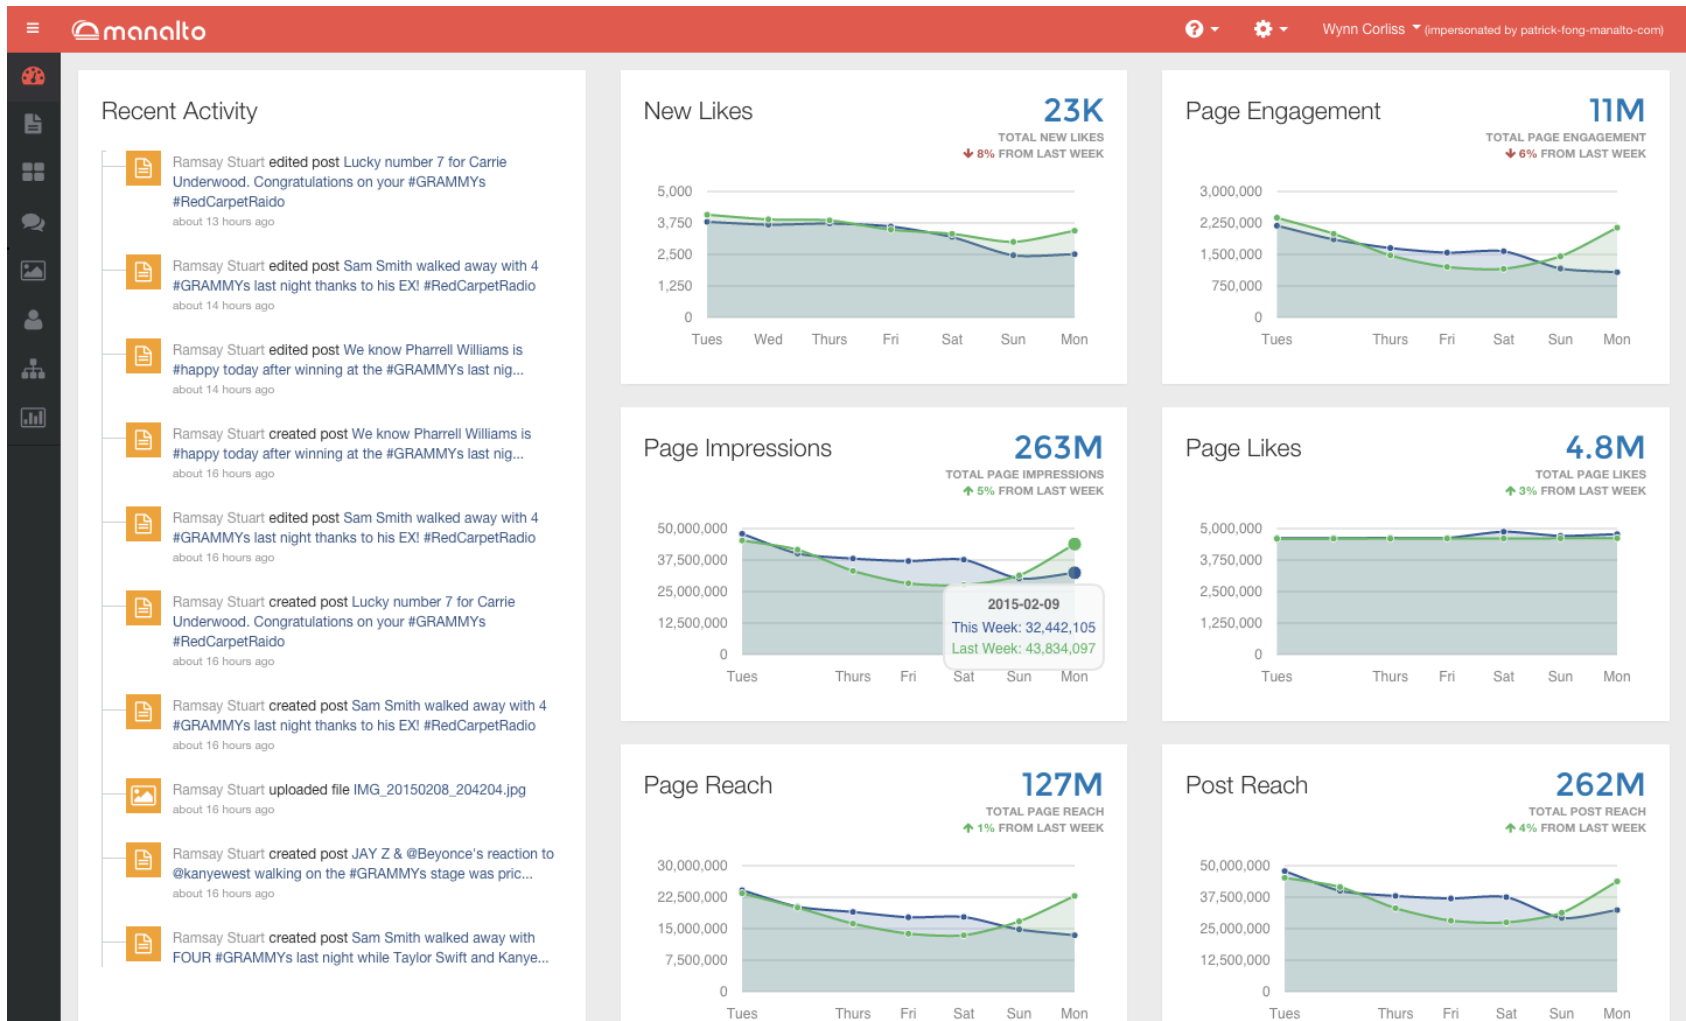 manalto
Wynn Corliss (impersonated by patrick-fong-manalto-com)
Recent Activity
Ramsay Stuart edited post Lucky number 7 for Carrie
Underwood. Congratulations on your #GRAMMYs
#RedCarpetRaido
about 13 hours ago
Ramsay Stuart edited post Sam Smith walked away with 4
#GRAMMYs last night thanks to his EX! #RedCarpetRadio
about 14 hours ago
Ramsay Stuart edited post We know Pharrell Williams is
#happy today after winning at the #GRAMMYs last nig...
about 14 hours ago
Ramsay Stuart created post We know Pharrell Williams is
#happy today after winning at the #GRAMMYs last nig...
about 16 hours ago
Ramsay Stuart edited post Sam Smith walked away with 4
#GRAMMYs last night thanks to his EX! #RedCarpetRadio
about 16 hours ago
Ramsay Stuart created post Lucky number 7 for Carrie
Underwood. Congratulations on your #GRAMMYs
#RedCarpetRaido
about 16 hours ago
Ramsay Stuart created post Sam Smith walked away with 4
#GRAMMYs last night thanks to his EX! #RedCarpetRadio
about 16 hours ago
Ramsay Stuart uploaded file IMG_20150208_204204.jpg
about 16 hours ago
Ramsay Stuart created post JAY Z & @Beyonce's reaction to
@kanyewest walking on the #GRAMMYs stage was pric...
about 16 hours ago
Ramsay Stuart created post Sam Smith walked away with
FOUR #GRAMMYs last night while Taylor Swift and Kanye...
New Likes
23K
TOTAL NEW LIKES
8% FROM LAST WEEK
5,000
3,750
2,500
1,250
0
Tues Wed Thurs Fri Sat Sun Mon
Page Engagement
11M
TOTAL PAGE ENGAGEMENT
6% FROM LAST WEEK
3,000,000
2,250,000
1,500,000
750,000
0
Tues Thurs Fri Sat Sun Mon
Page Impressions
263M
TOTAL PAGE IMPRESSIONS
5% FROM LAST WEEK
50,000,000
37,500,000
25,000,000
12,500,000
0
2015-02-09
This Week: 32,442,105
Last Week: 43,834,097
Tues Thurs Fri Sat Sun Mon
Page Likes
4.8M
TOTAL PAGE LIKES
3% FROM LAST WEEK
5,000,000
3,750,000
2,500,000
1,250,000
0
Tues Thurs Fri Sat Sun Mon
Page Reach
127M
TOTAL PAGE REACH
1% FROM LAST WEEK
30,000,000
22,500,000
15,000,000
7,500,000
0
Tues Thurs Fri Sat Sun Mon
Post Reach
262M
TOTAL POST REACH
4% FROM LAST WEEK
50,000,000
37,500,000
25,000,000
12,500,000
0
Tues Thurs Fri Sat Sun Mon